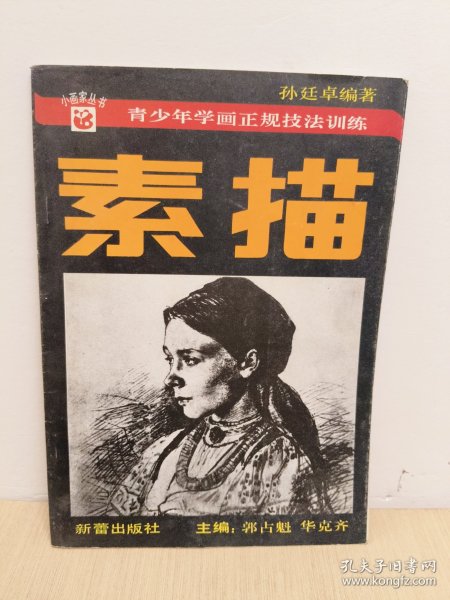 小画家丛书
孙廷卓编著
青少年学画正规技法训练
素描
新蕾出版社 主编：郭占魁 华克齐
孔夫子旧书网
kongfz.com